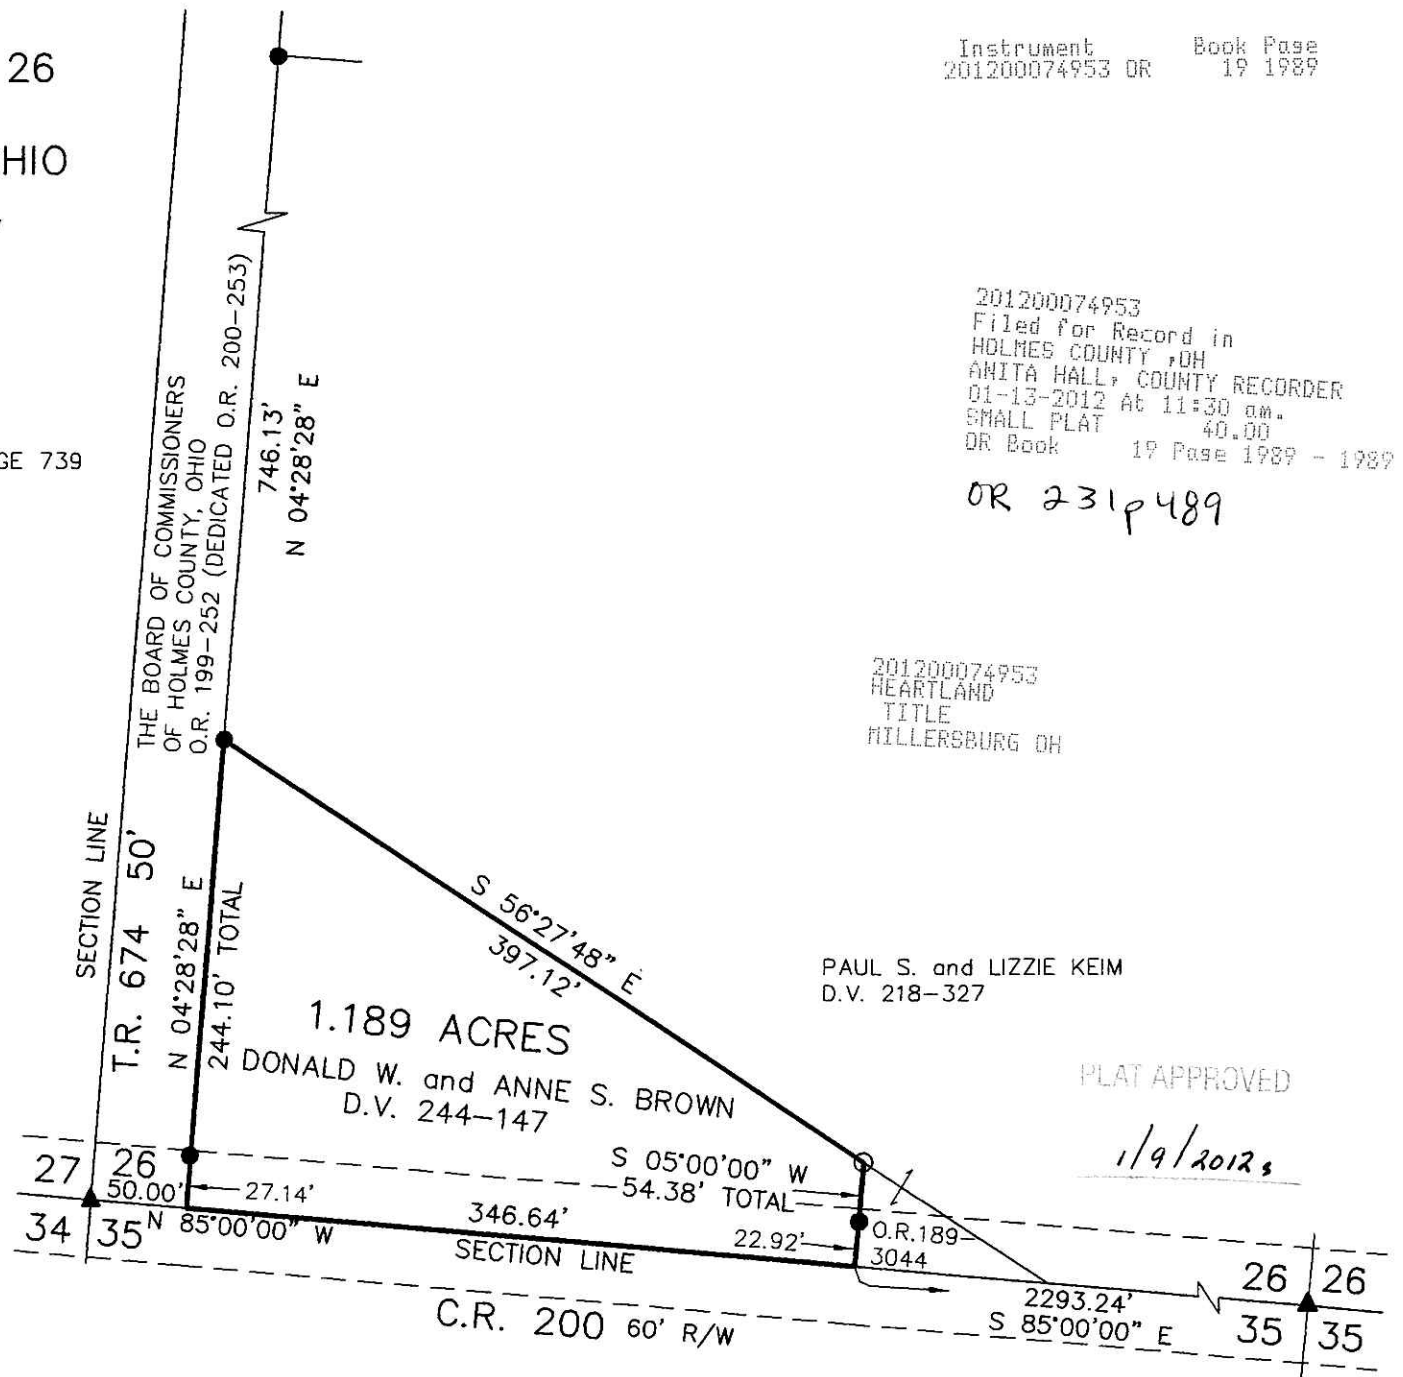 Instrument Book Page
201200074953 OR 19 1989
26
HIO
201200074953
Filed for Record in
HOLMES COUNTY ,OH
ANITA HALL, COUNTY RECORDER
01-13-2012 At 11:30 am.
SMALL PLAT 40.00
OR Book 19 Page 1989 - 1989
OR 231p489
GE 739
THE BOARD OF COMMISSIONERS
OF HOLMES COUNTY, OHIO
O.R. 199-252 (DEDICATED O.R. 200-253)
746.13'
N 04°28'28" E
201200074953
HEARTLAND
TITLE
MILLERSBURG OH
SECTION LINE
T.R. 674 50'
N 04°28'28" E
244.10' TOTAL
S 56°27'48" E
397.12'
PAUL S. and LIZZIE KEIM
D.V. 218-327
1.189 ACRES
DONALD W. and ANNE S. BROWN
D.V. 244-147
PLAT APPROVED
1/9/2012
S 05°00'00" W
54.38' TOTAL
27 26
50.00' 27.14'
N 85°00'00" W
346.64'
34 35
SECTION LINE
22.92'
O.R.189-
3044
C.R. 200 60' R/W
2293.24'
S 85°00'00" E
26 26
35 35